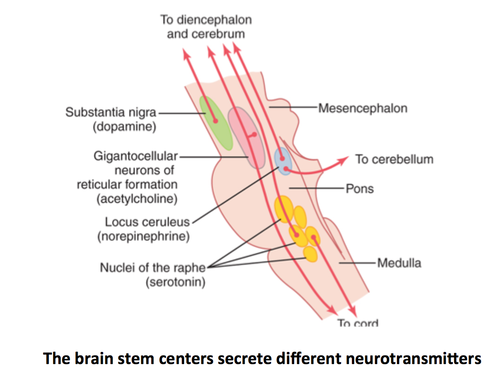 To diencephalon
and cerebrum
Substantia nigra
(dopamine)
Mesencephalon
Gigantocellular
neurons of
reticular formation
(acetylcholine)
To cerebellum
Pons
Locus ceruleus
(norepinephrine)
Nuclei of the raphe
(serotonin)
Medulla
To cord
The brain stem centers secrete different neurotransmitters